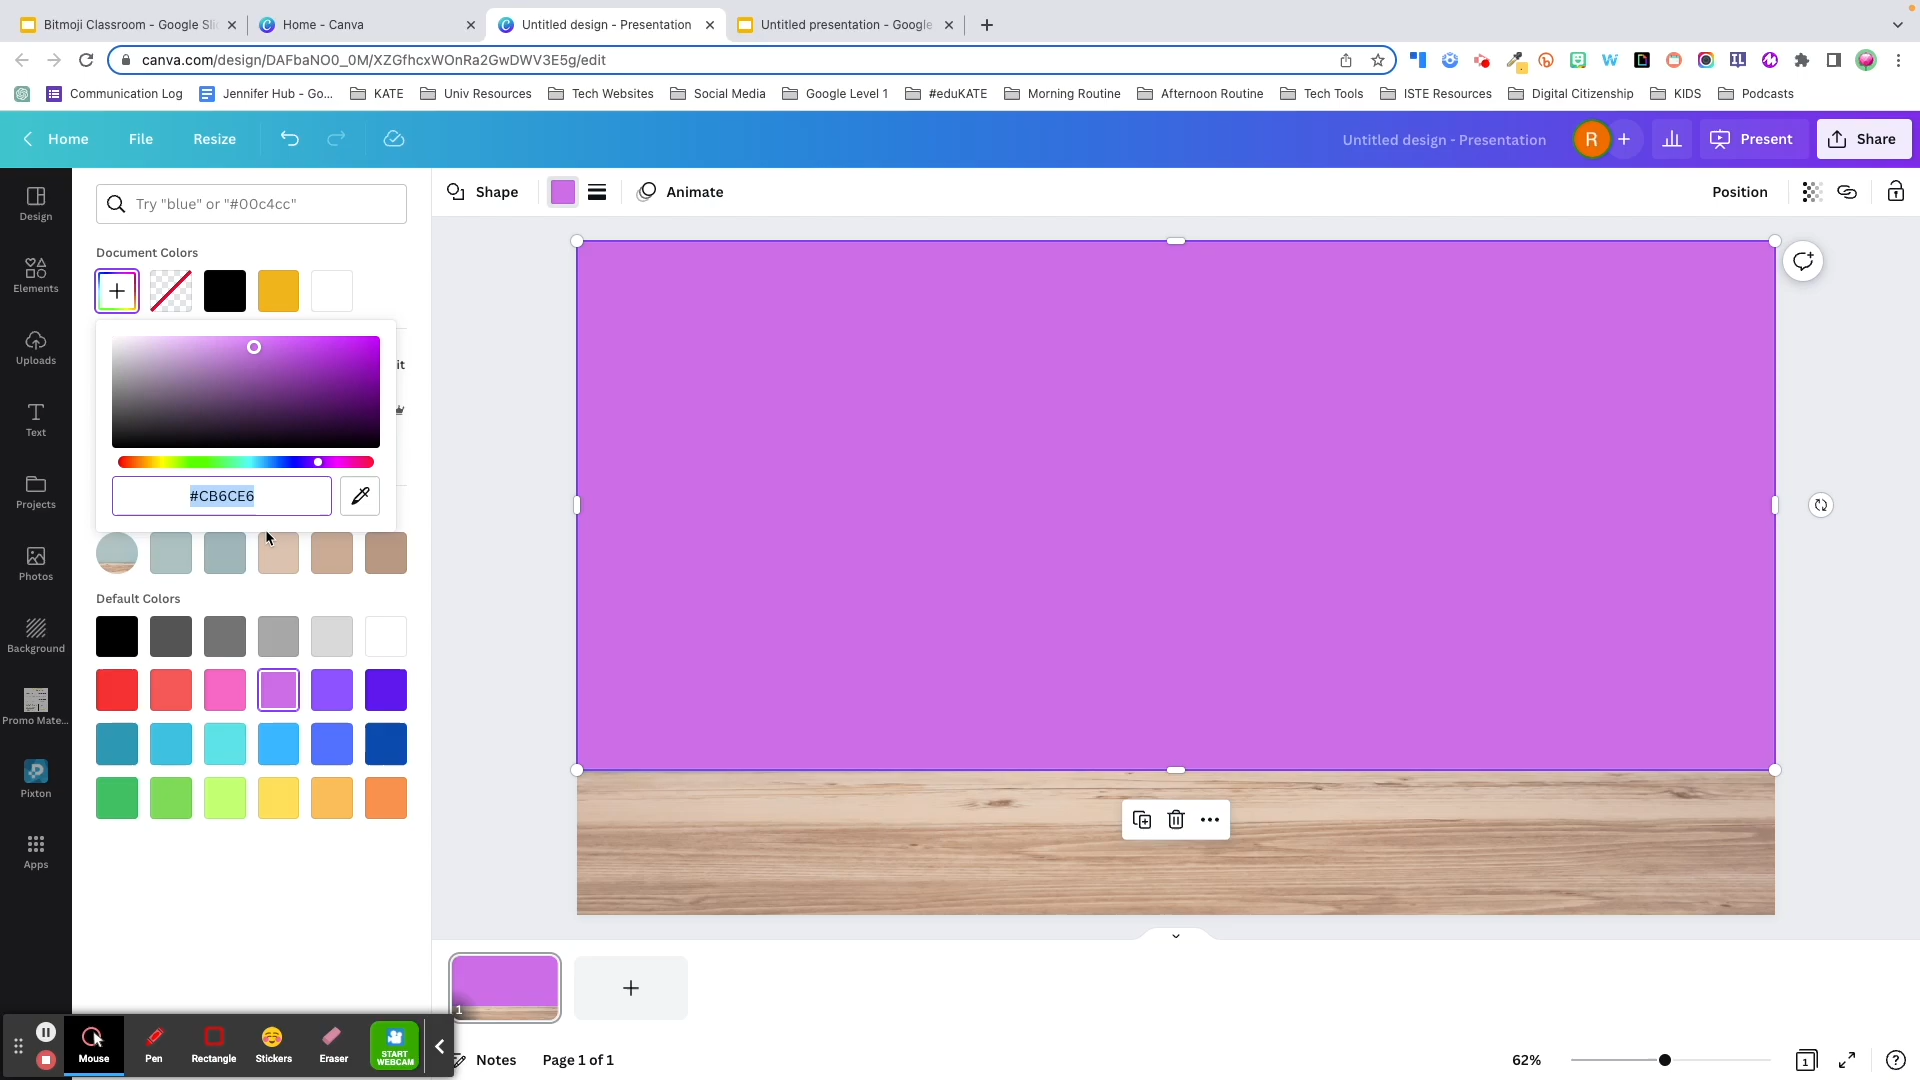 Bitmoji Classroom - Google Slid
Home - Canva
Untitled design - Presentation
Untitled presentation - Google
canva.com/design/DAFbaNO0_0M/XZGfhcxWOnRa2GwDWV3E5g/edit
Communication Log
Jennifer Hub - Go...
KATE
Univ Resources
Tech Websites
Social Media
Google Level 1
#eduKATE
Morning Routine
Afternoon Routine
Tech Tools
ISTE Resources
Digital Citizenship
KIDS
Podcasts
Home
File
Resize
Untitled design - Presentation
R
Present
Share
Design
Elements
Uploads
Text
Projects
Photos
Background
Promo Mate...
Pixton
Apps
Try "blue" or "#00c4cc"
Document Colors
it
#CB6CE6
Default Colors
Shape
Animate
Position
1
Notes
Page 1 of 1
62%
1
Mouse
Pen
Rectangle
Stickers
Eraser
START
WEBCAM